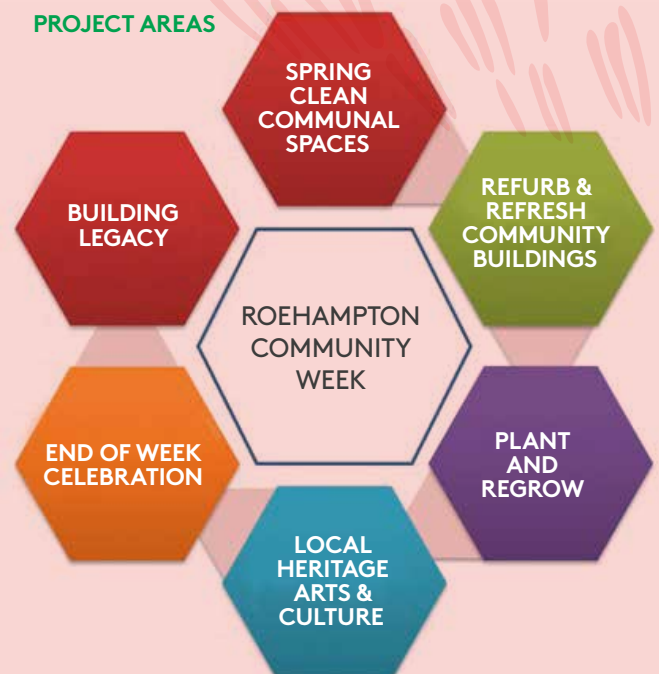 PROJECT AREAS
SPRING
CLEAN
COMMUNAL
SPACES
REFURB &
REFRESH
COMMUNITY
BUILDINGS
PLANT
AND
REGROW
LOCAL
HERITAGE
ARTS &
CULTURE
END OF WEEK
CELEBRATION
BUILDING
LEGACY
ROEHAMPTON
COMMUNITY
WEEK